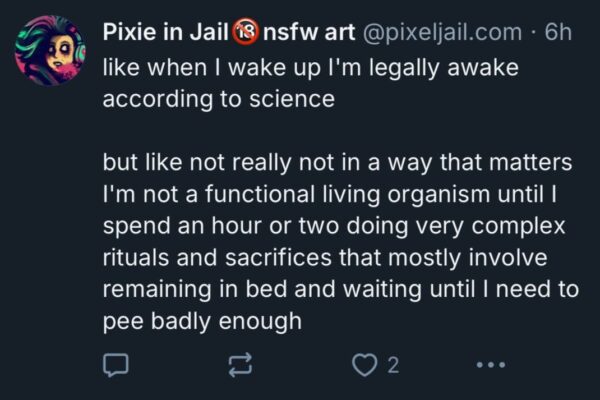 Pixie in Jail🔞nsfw art @pixeljail.com · 6h
like when I wake up I'm legally awake
according to science
but like not really not in a way that matters
I'm not a functional living organism until I
spend an hour or two doing very complex
rituals and sacrifices that mostly involve
remaining in bed and waiting until I need to
pee badly enough
2